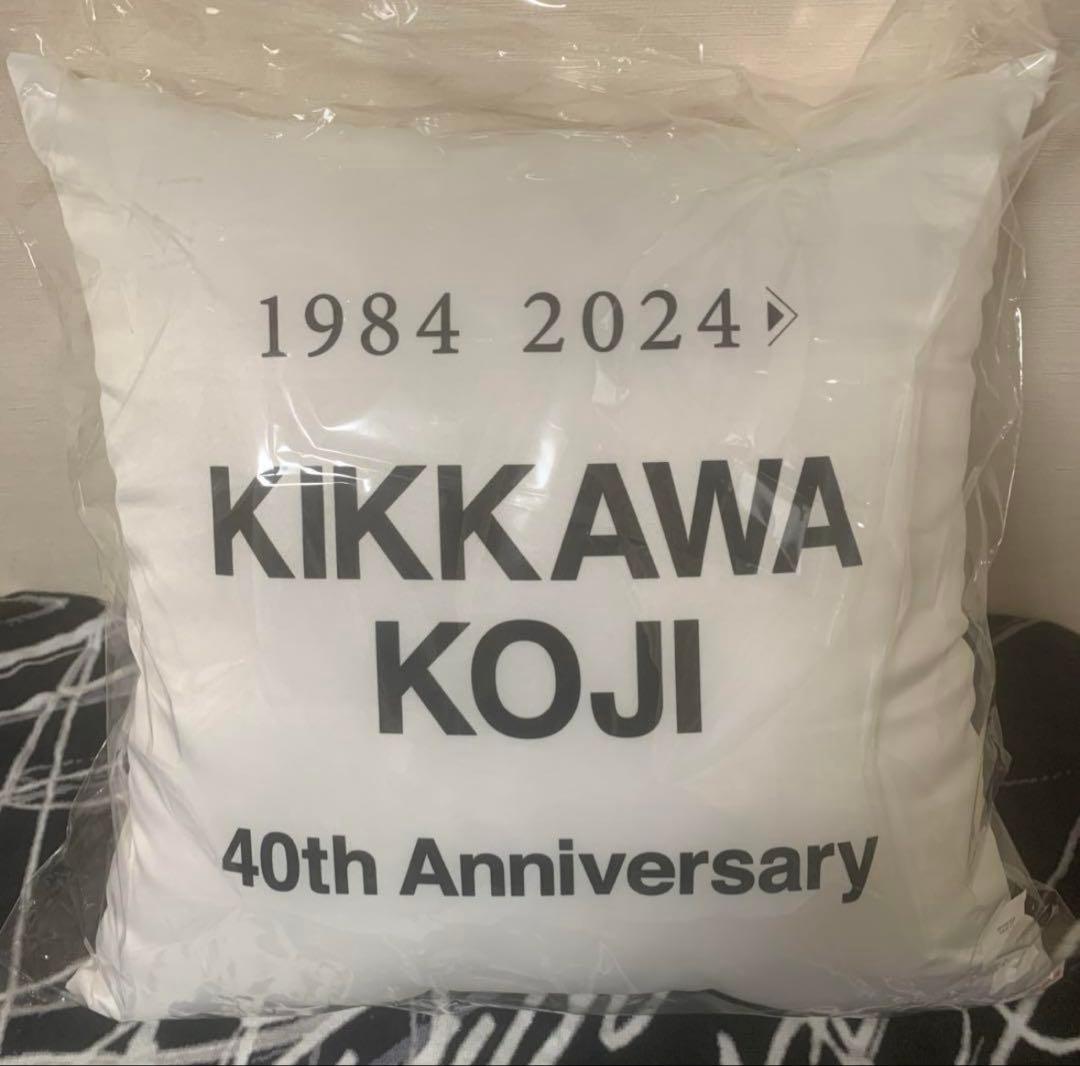 1984 2024
KIKKAWA
KOJI
40th Anniversary